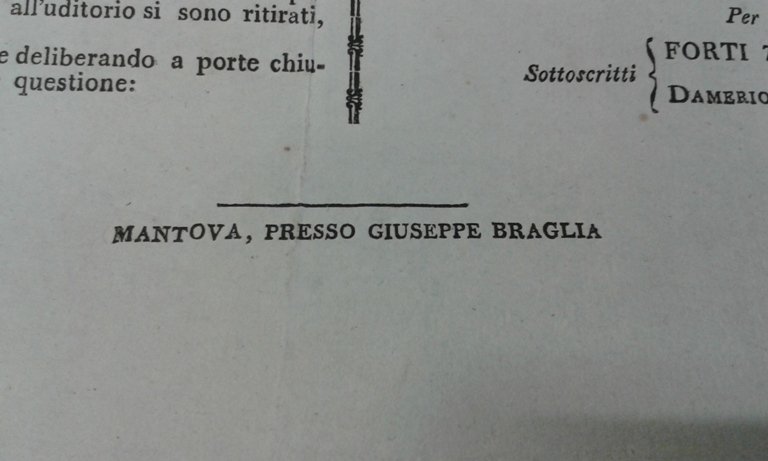 all'uditorio si sono ritirati,
e deliberando a porte chiu-
questione:
Per
Sottoscritti { FORTI
DAMERIO
MANTOVA, PRESSO GIUSEPPE BRAGLIA